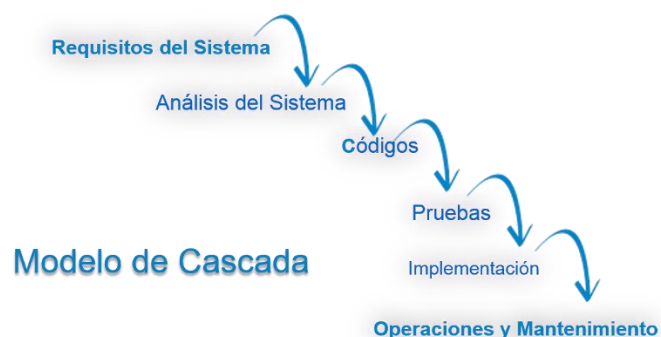 Requisitos del Sistema
Análisis del Sistema
Códigos
Pruebas
Modelo de Cascada
Implementación
Operaciones y Mantenimiento